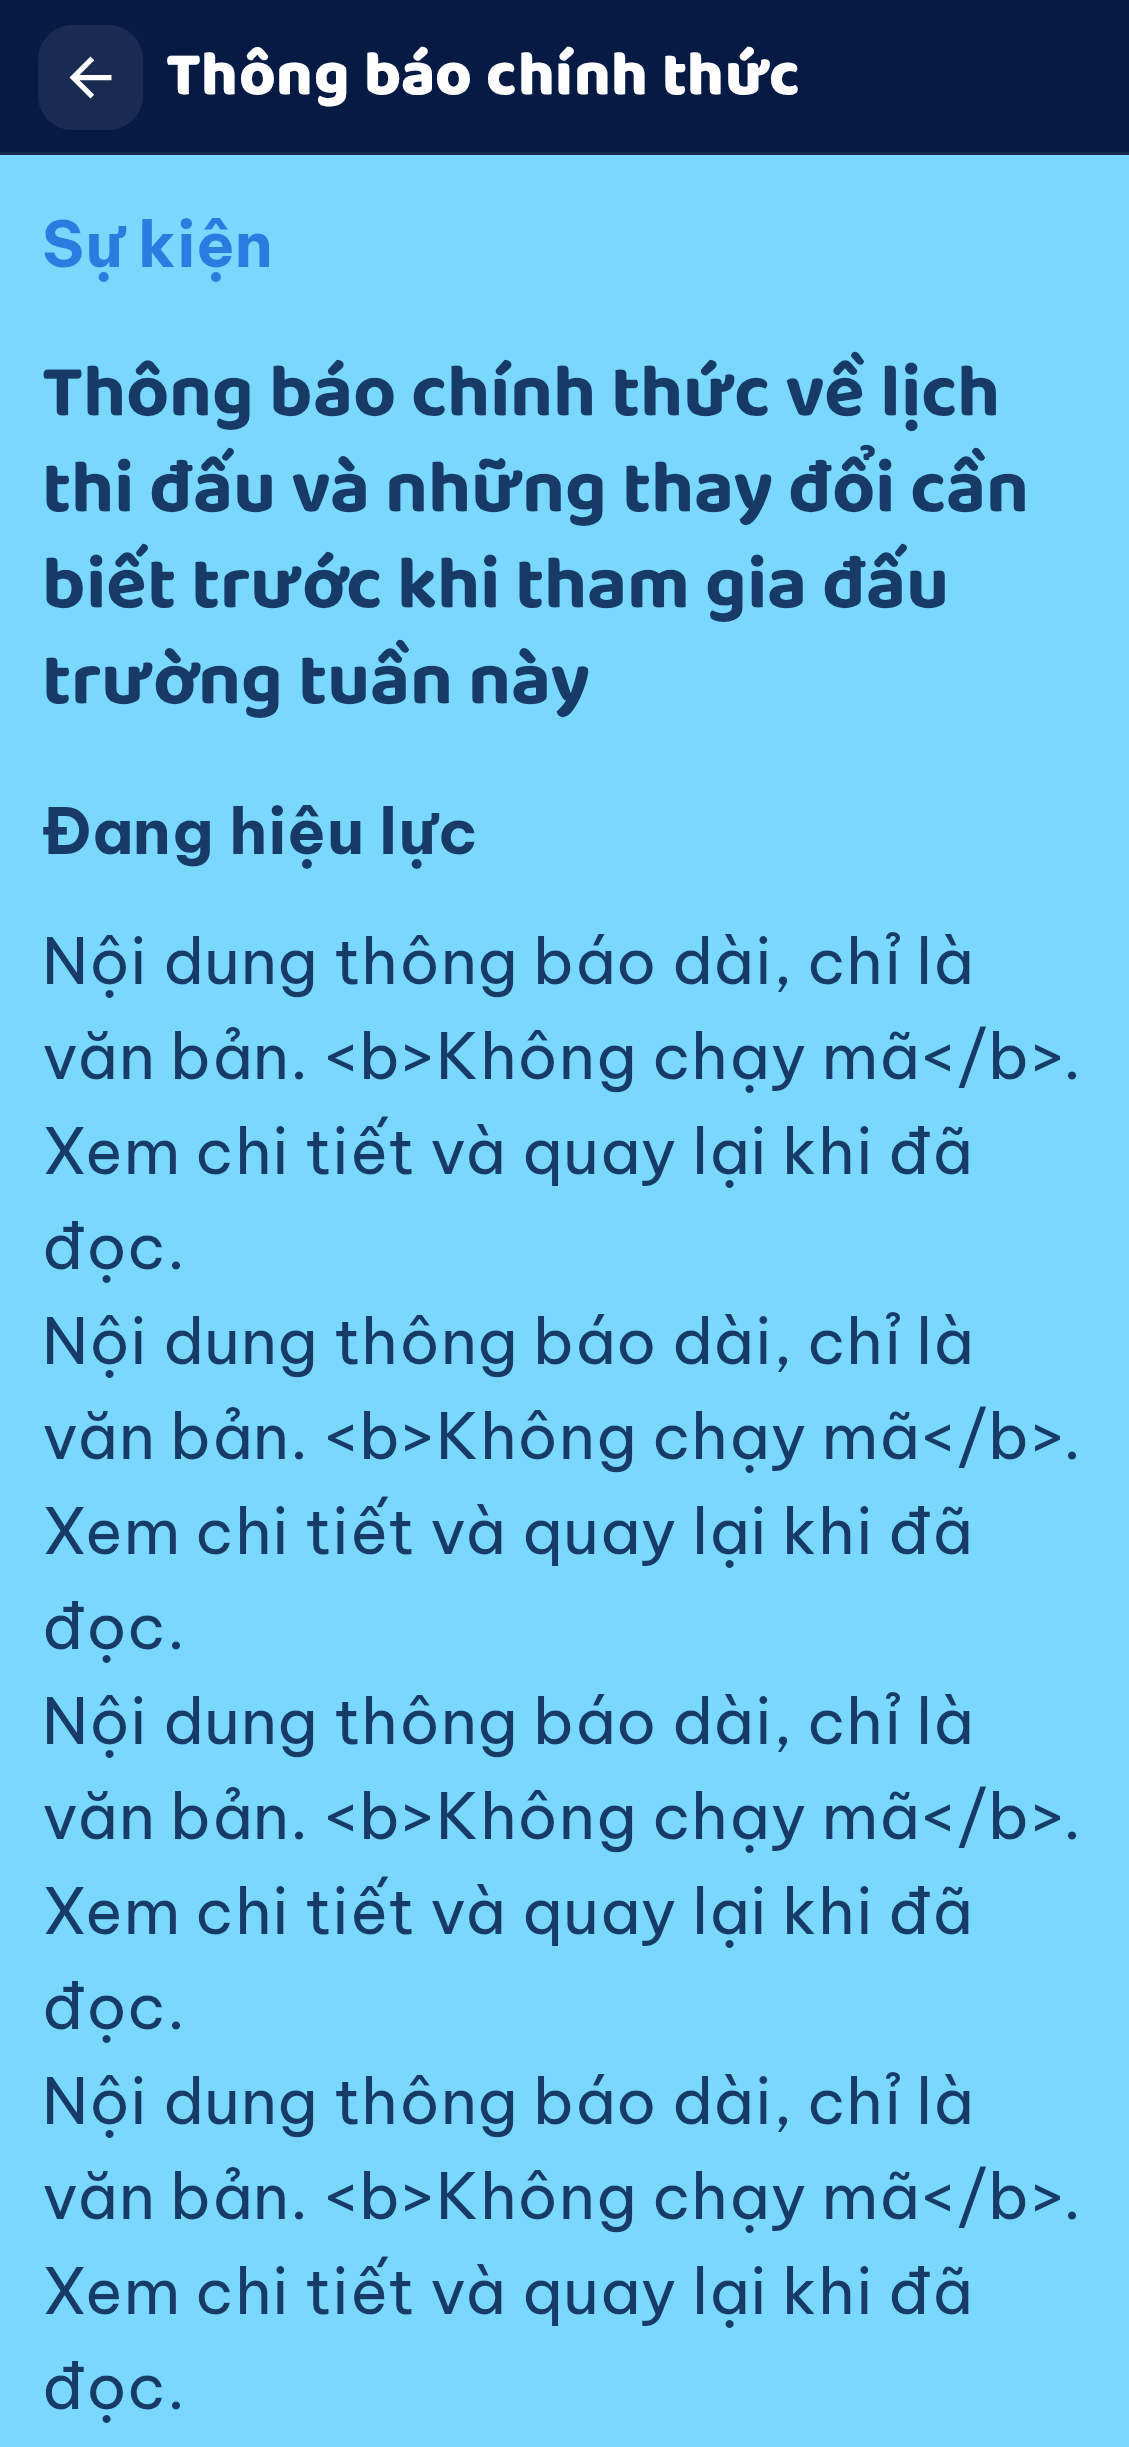 Thông báo chính thức
Sự kiện
Thông báo chính thức về lịch
thi đấu và những thay đổi cần
biết trước khi tham gia đấu
trường tuần này
Đang hiệu lực
Nội dung thông báo dài, chỉ là
văn bản. <b>Không chạy mã</b>.
Xem chi tiết và quay lại khi đã
đọc.
Nội dung thông báo dài, chỉ là
văn bản. <b>Không chạy mã</b>.
Xem chi tiết và quay lại khi đã
đọc.
Nội dung thông báo dài, chỉ là
văn bản. <b>Không chạy mã</b>.
Xem chi tiết và quay lại khi đã
đọc.
Nội dung thông báo dài, chỉ là
văn bản. <b>Không chạy mã</b>.
Xem chi tiết và quay lại khi đã
đọc.